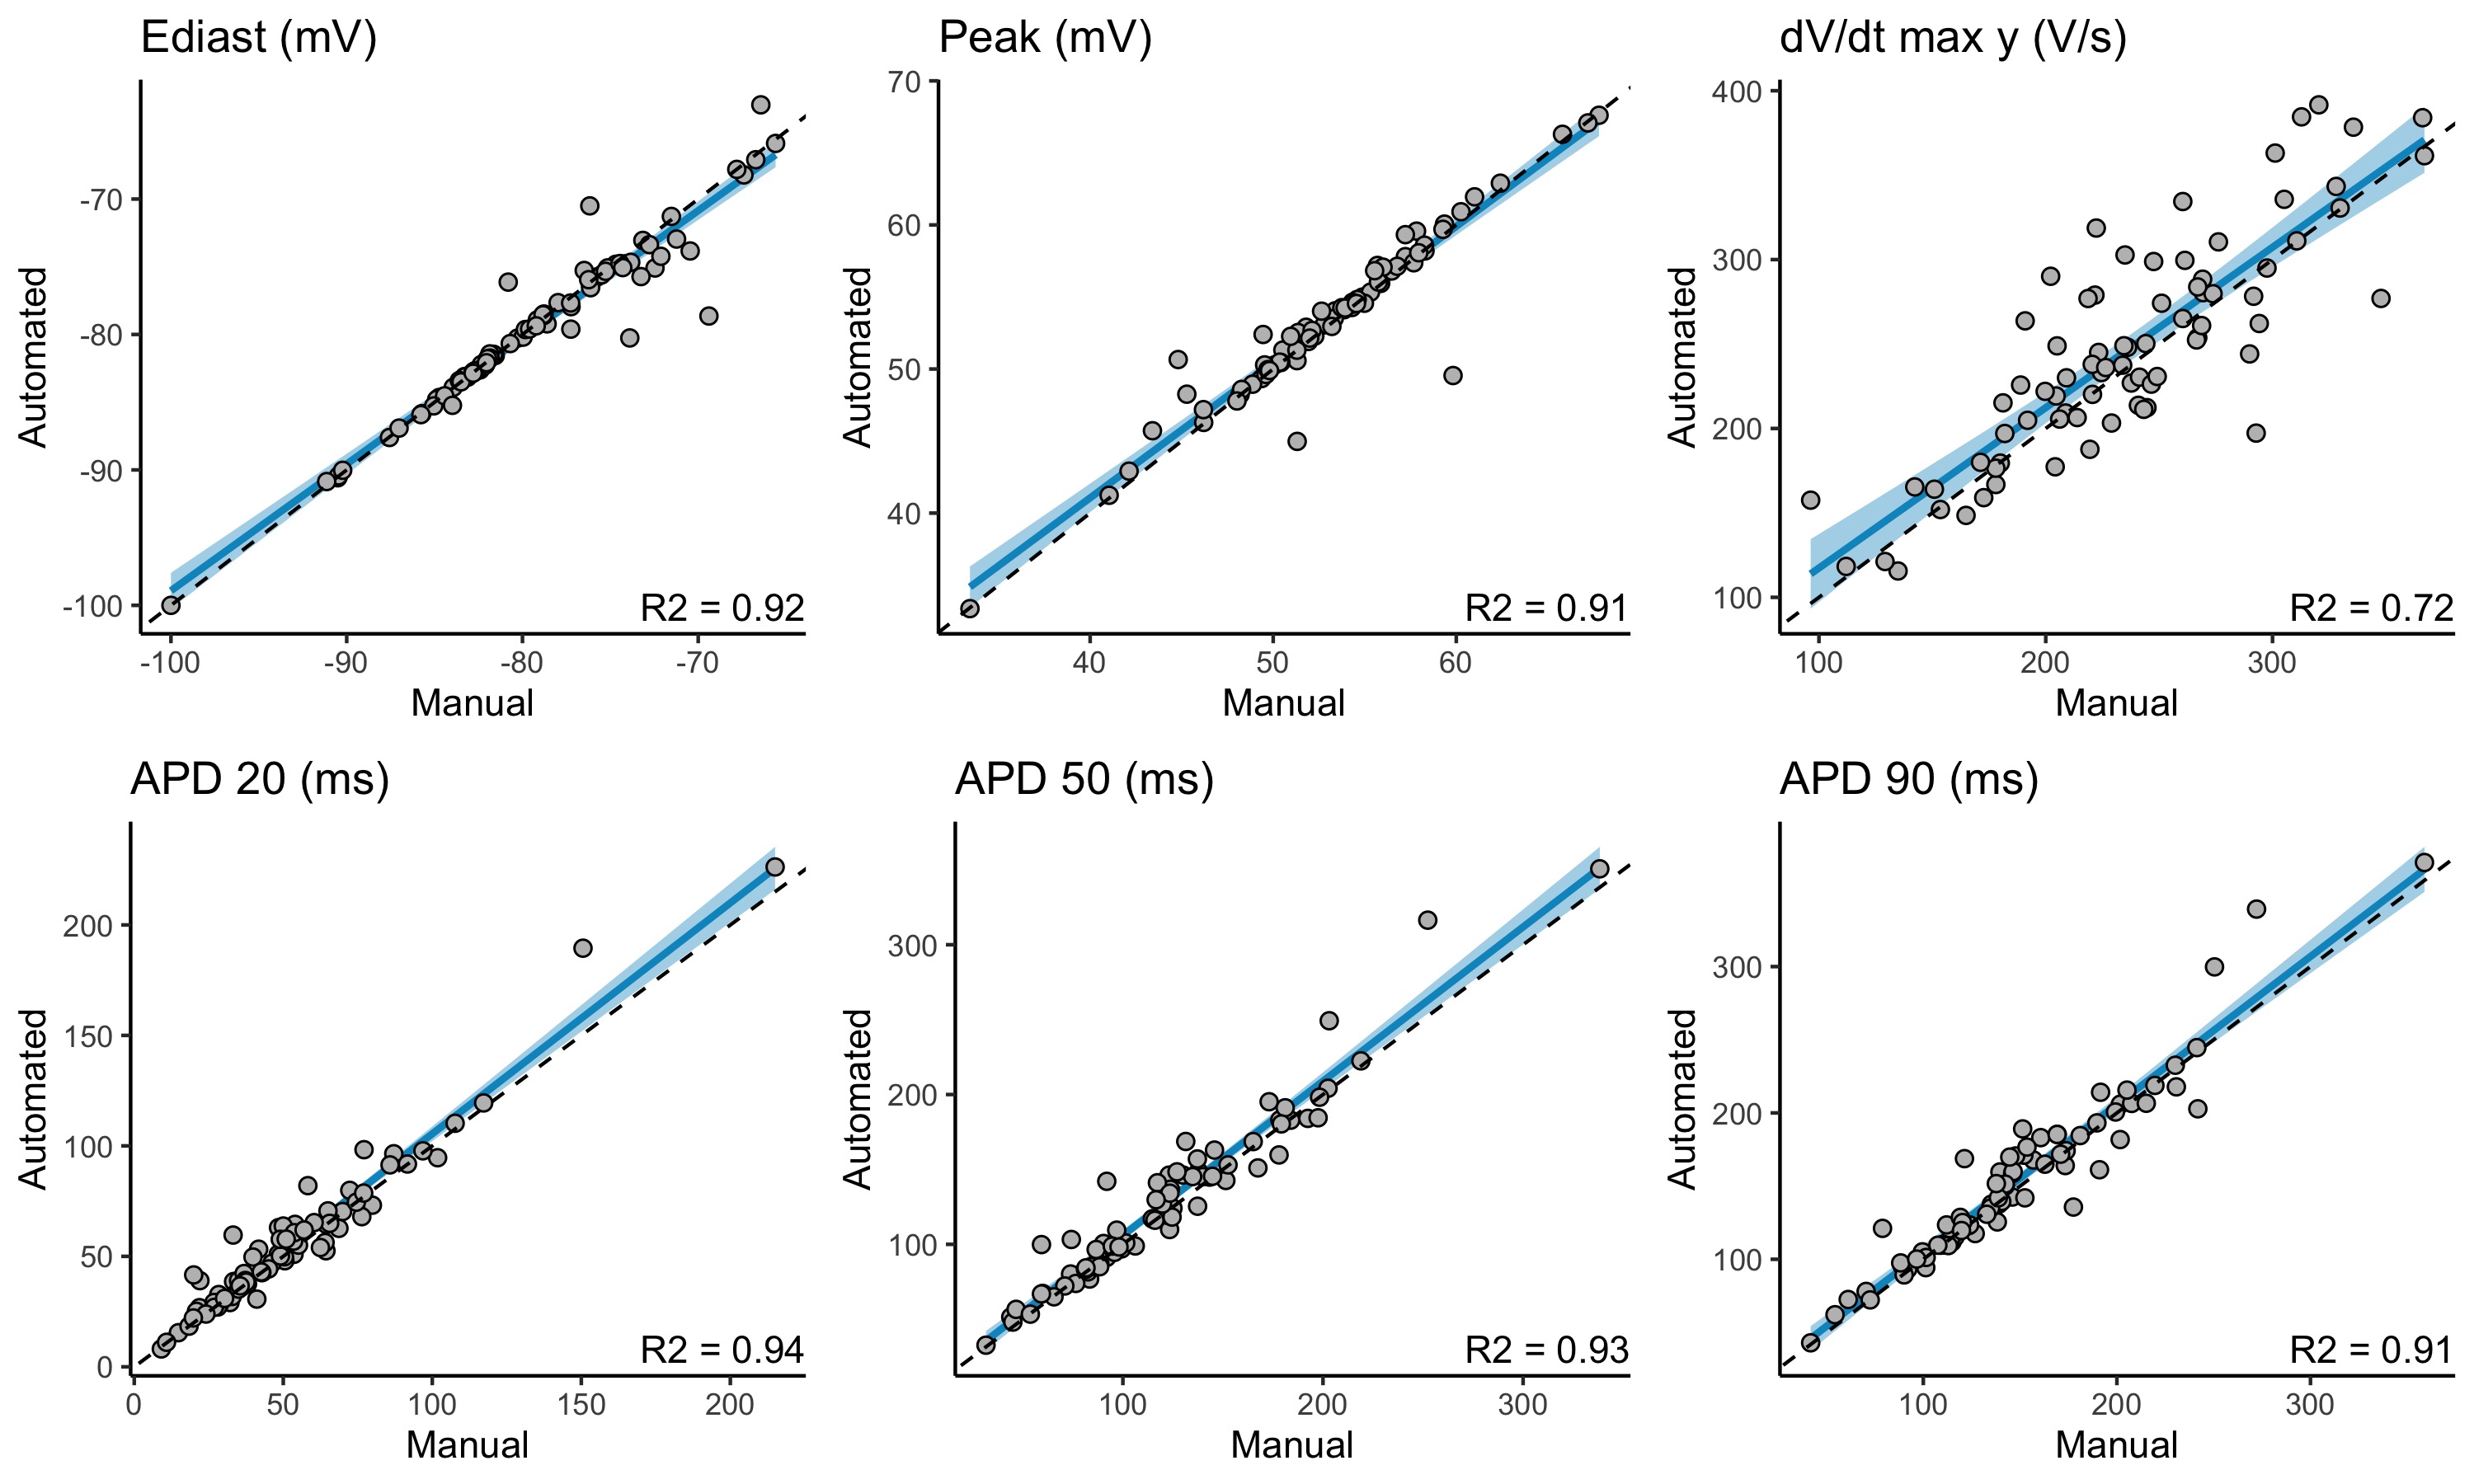 Ediast (mV)
Automated
-70
-80
-90
-100
R2 = 0.92
-100 -90 -80 -70
Manual
Peak (mV)
Automated
70
60
50
40
R2 = 0.91
40 50 60
Manual
dV/dt max y (V/s)
Automated
400
300
200
100
R2 = 0.72
100 200 300
Manual
APD 20 (ms)
Automated
200
150
100
50
0
R2 = 0.94
0 50 100 150 200
Manual
APD 50 (ms)
Automated
300
200
100
R2 = 0.93
100 200 300
Manual
APD 90 (ms)
Automated
300
200
100
R2 = 0.91
100 200 300
Manual